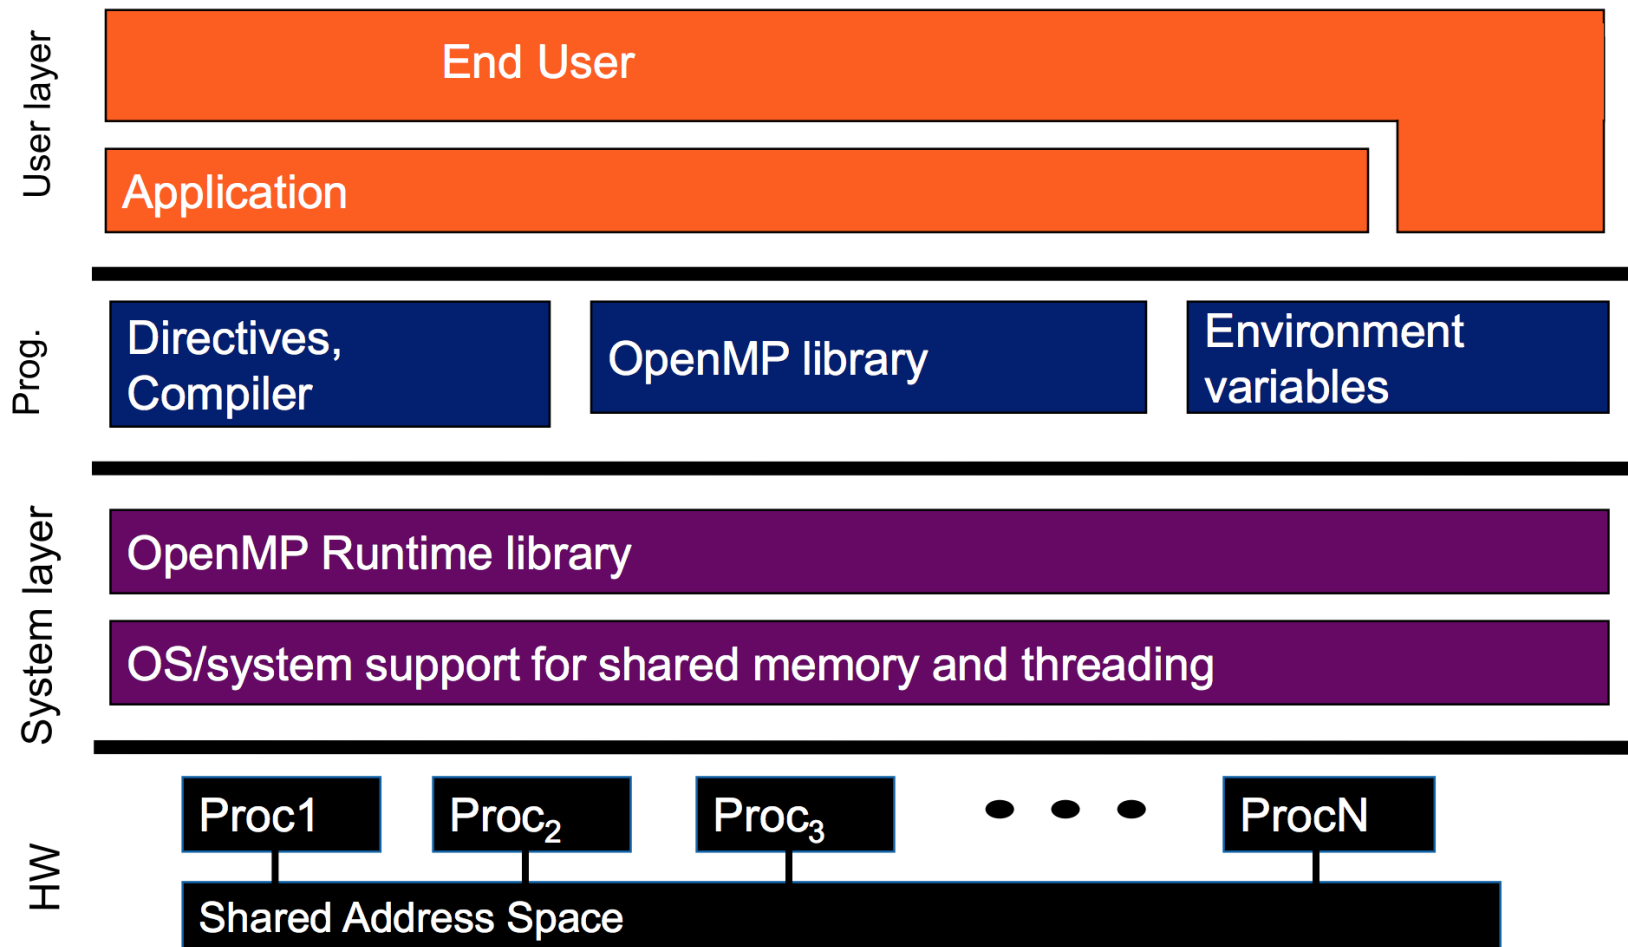 User layer
End User
Application
Prog.
Directives,
Compiler
OpenMP library
Environment
variables
System layer
OpenMP Runtime library
OS/system support for shared memory and threading
HW
Proc1
Proc₂
Proc₃
• • •
ProcN
Shared Address Space